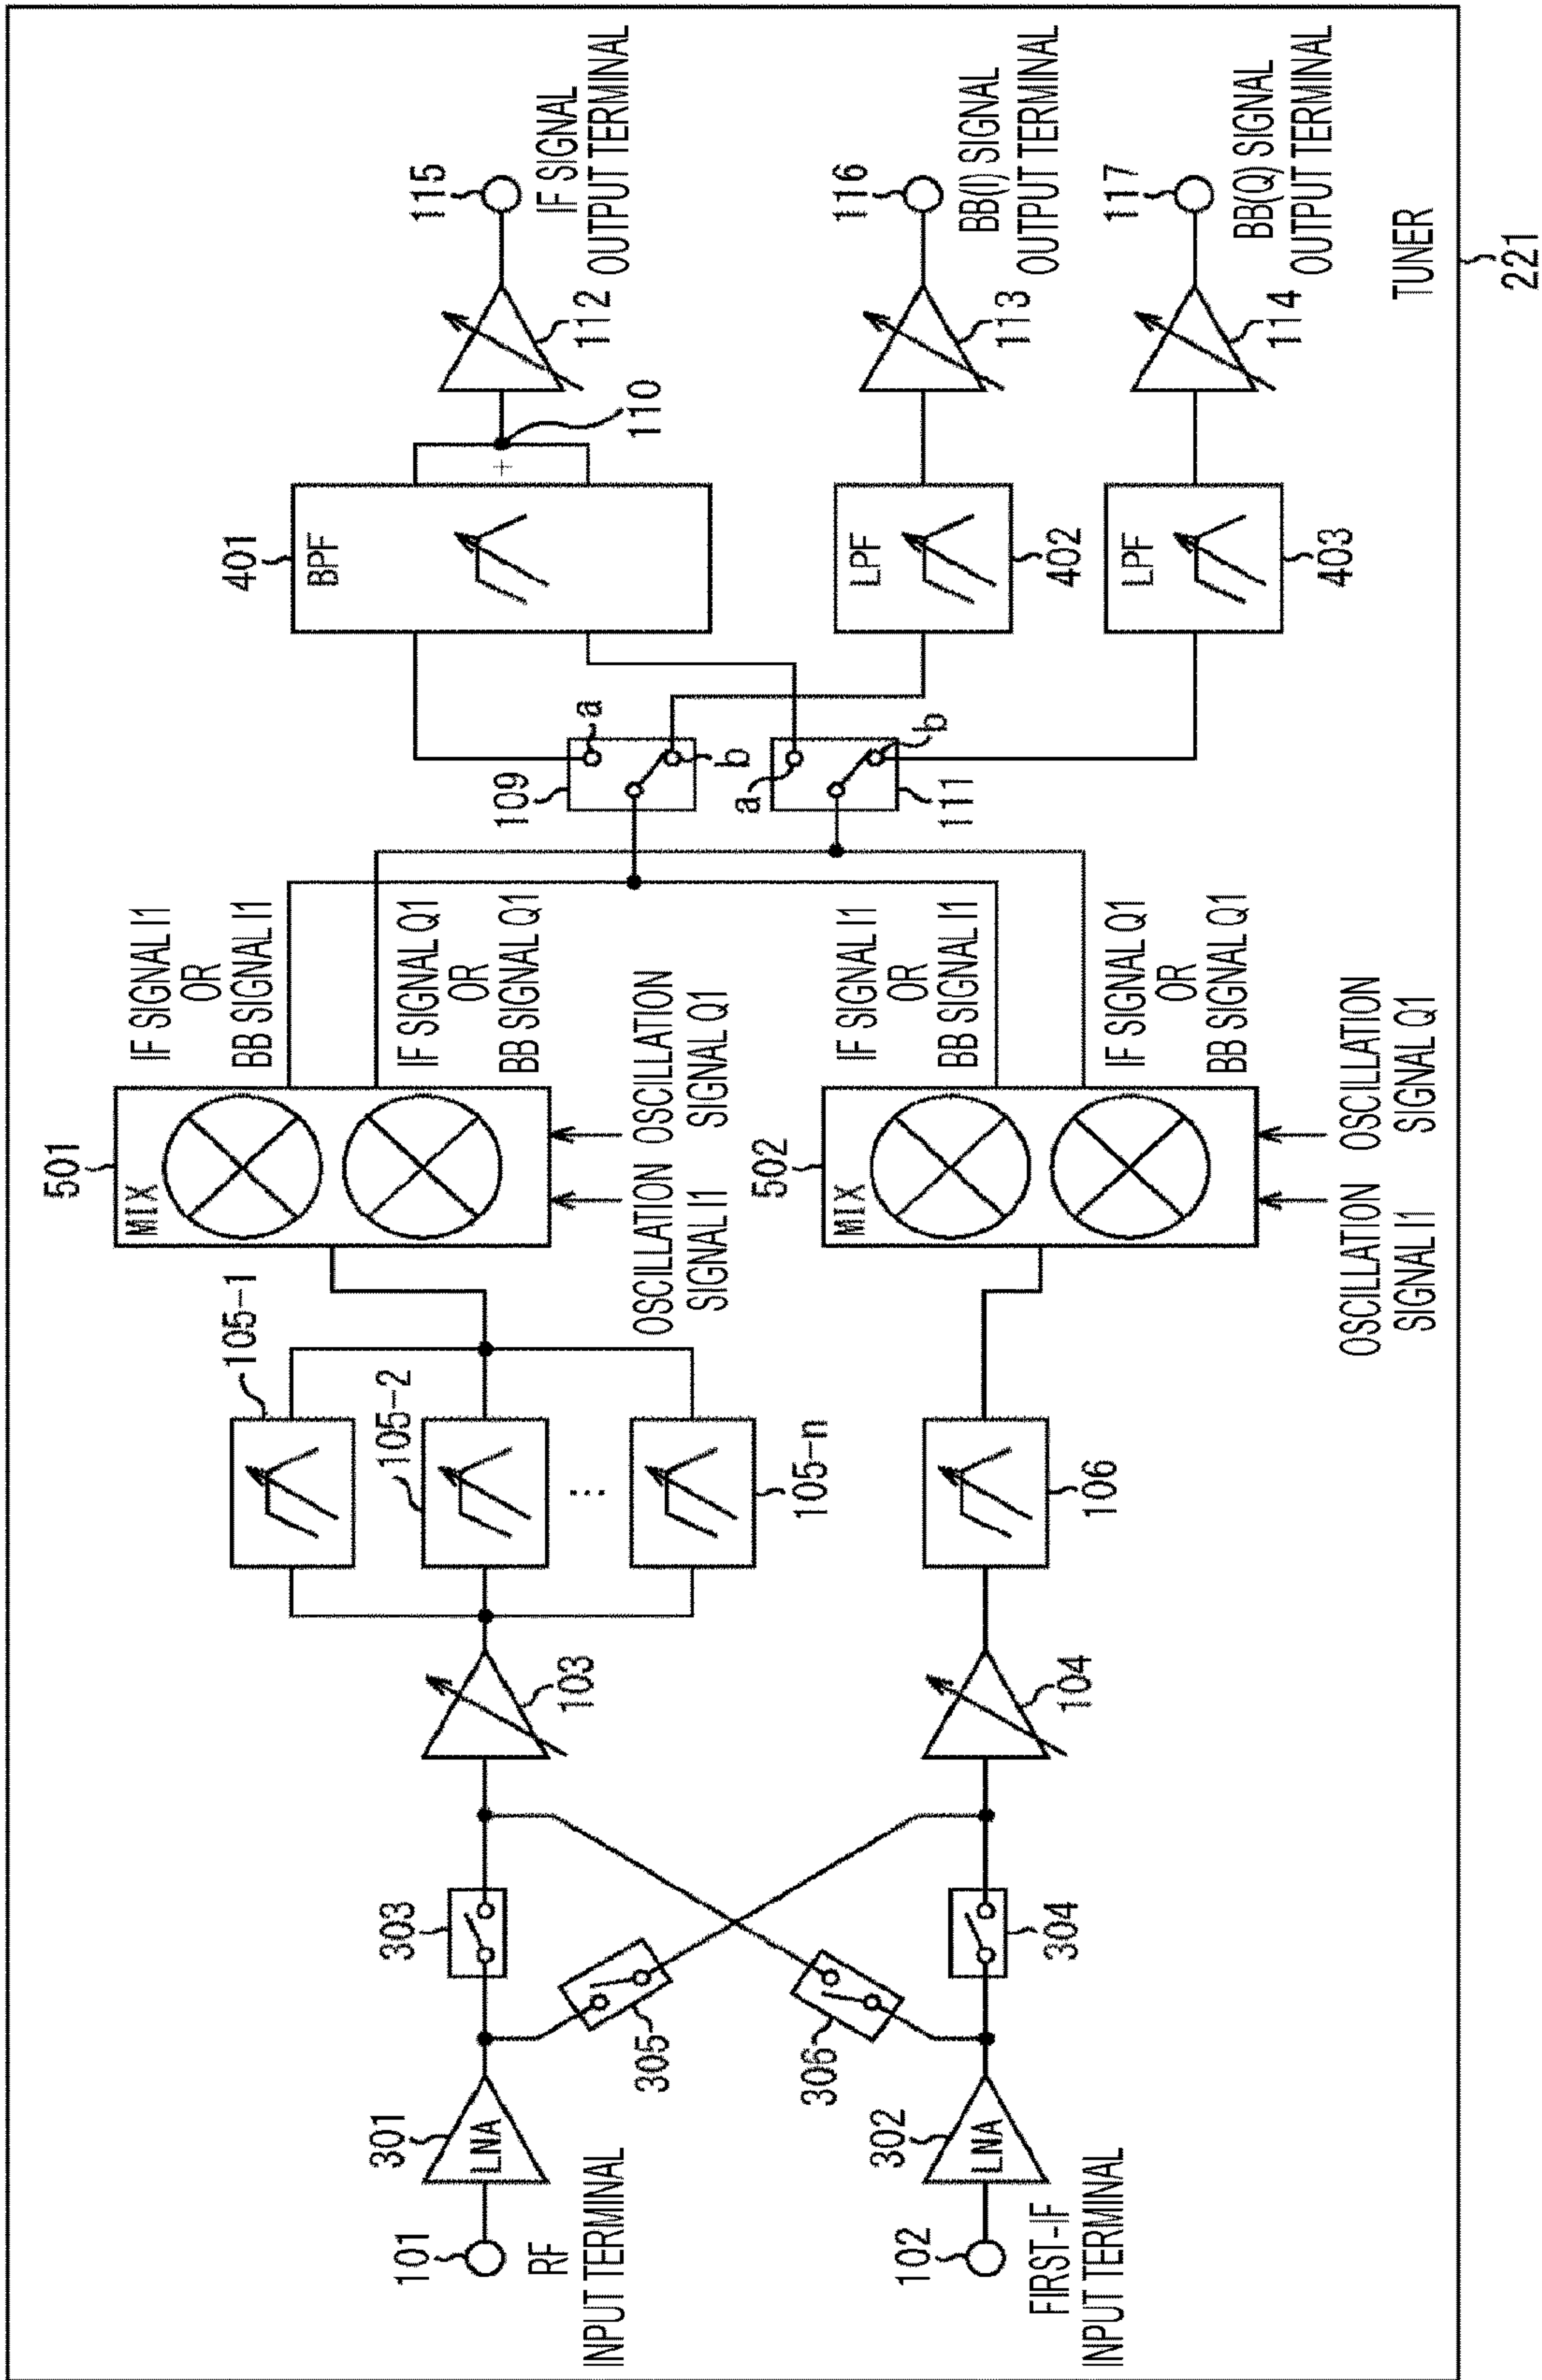 101
RF
INPUT TERMINAL
301
LNA
303
305
103
105-1
105-2
...
105-n
501
MIX
OSCILLATION
SIGNAL I1
OSCILLATION
SIGNAL Q1
IF SIGNAL I1
OR
BB SIGNAL I1
IF SIGNAL Q1
OR
BB SIGNAL Q1
109
a
b
401
BPF
+
110
112
115
IF SIGNAL
OUTPUT TERMINAL
102
FIRST-IF
INPUT TERMINAL
302
LNA
306
304
104
106
502
MIX
OSCILLATION
SIGNAL I1
OSCILLATION
SIGNAL Q1
IF SIGNAL I1
OR
BB SIGNAL I1
IF SIGNAL Q1
OR
BB SIGNAL Q1
a
b
111
LPF
402
113
116
BB(I) SIGNAL
OUTPUT TERMINAL
LPF
403
114
117
BB(Q) SIGNAL
OUTPUT TERMINAL
TUNER
221